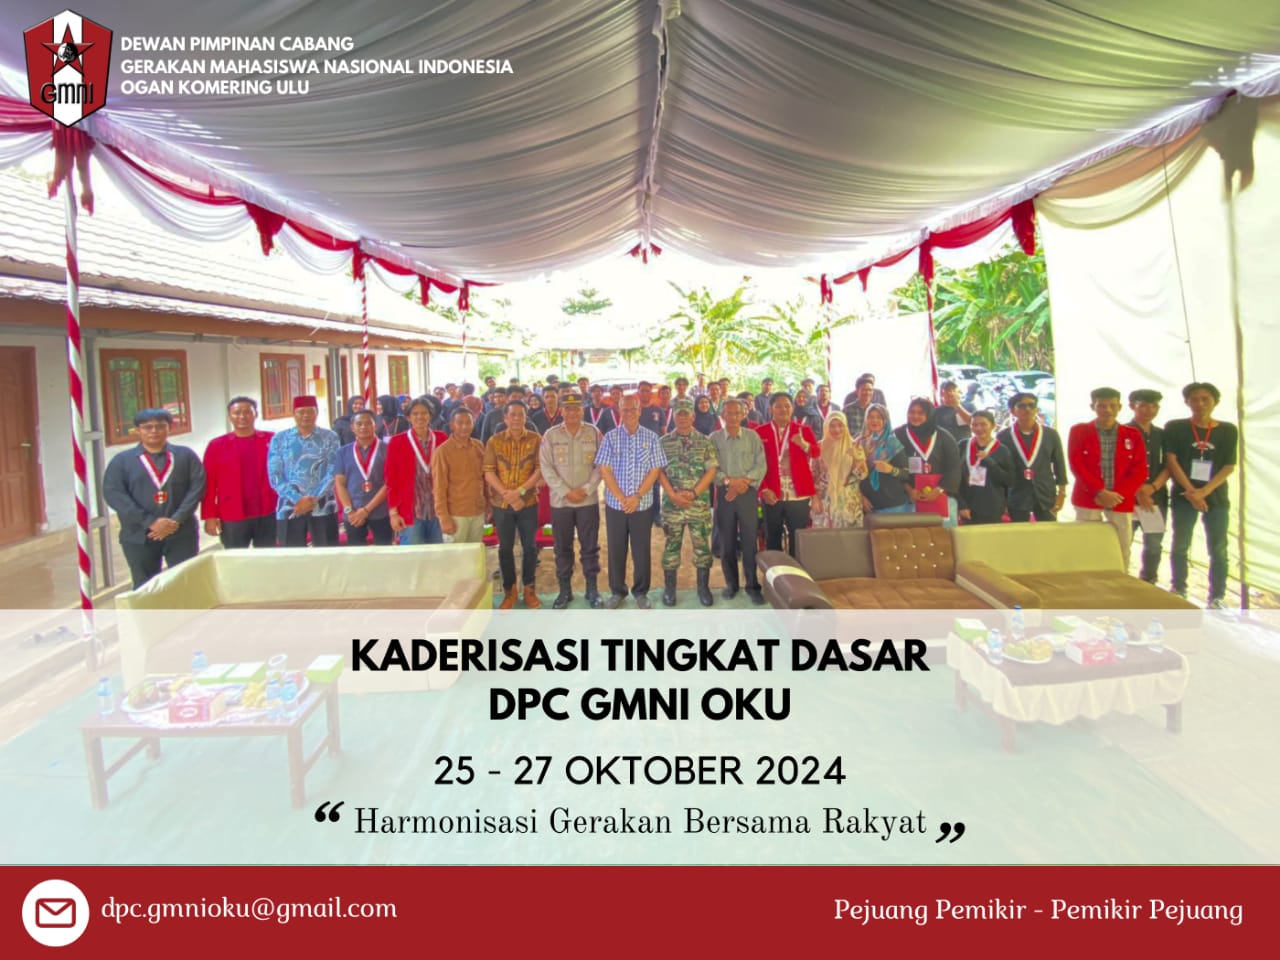 GMNI
DEWAN PIMPINAN CABANG
GERAKAN MAHASISWA NASIONAL INDONESIA
OGAN KOMERING ULU
KADERISASI TINGKAT DASAR
DPC GMNI OKU
25 - 27 OKTOBER 2024
“ Harmonisasi Gerakan Bersama Rakyat „
dpc.gmnioku@gmail.com
Pejuang Pemikir - Pemikir Pejuang